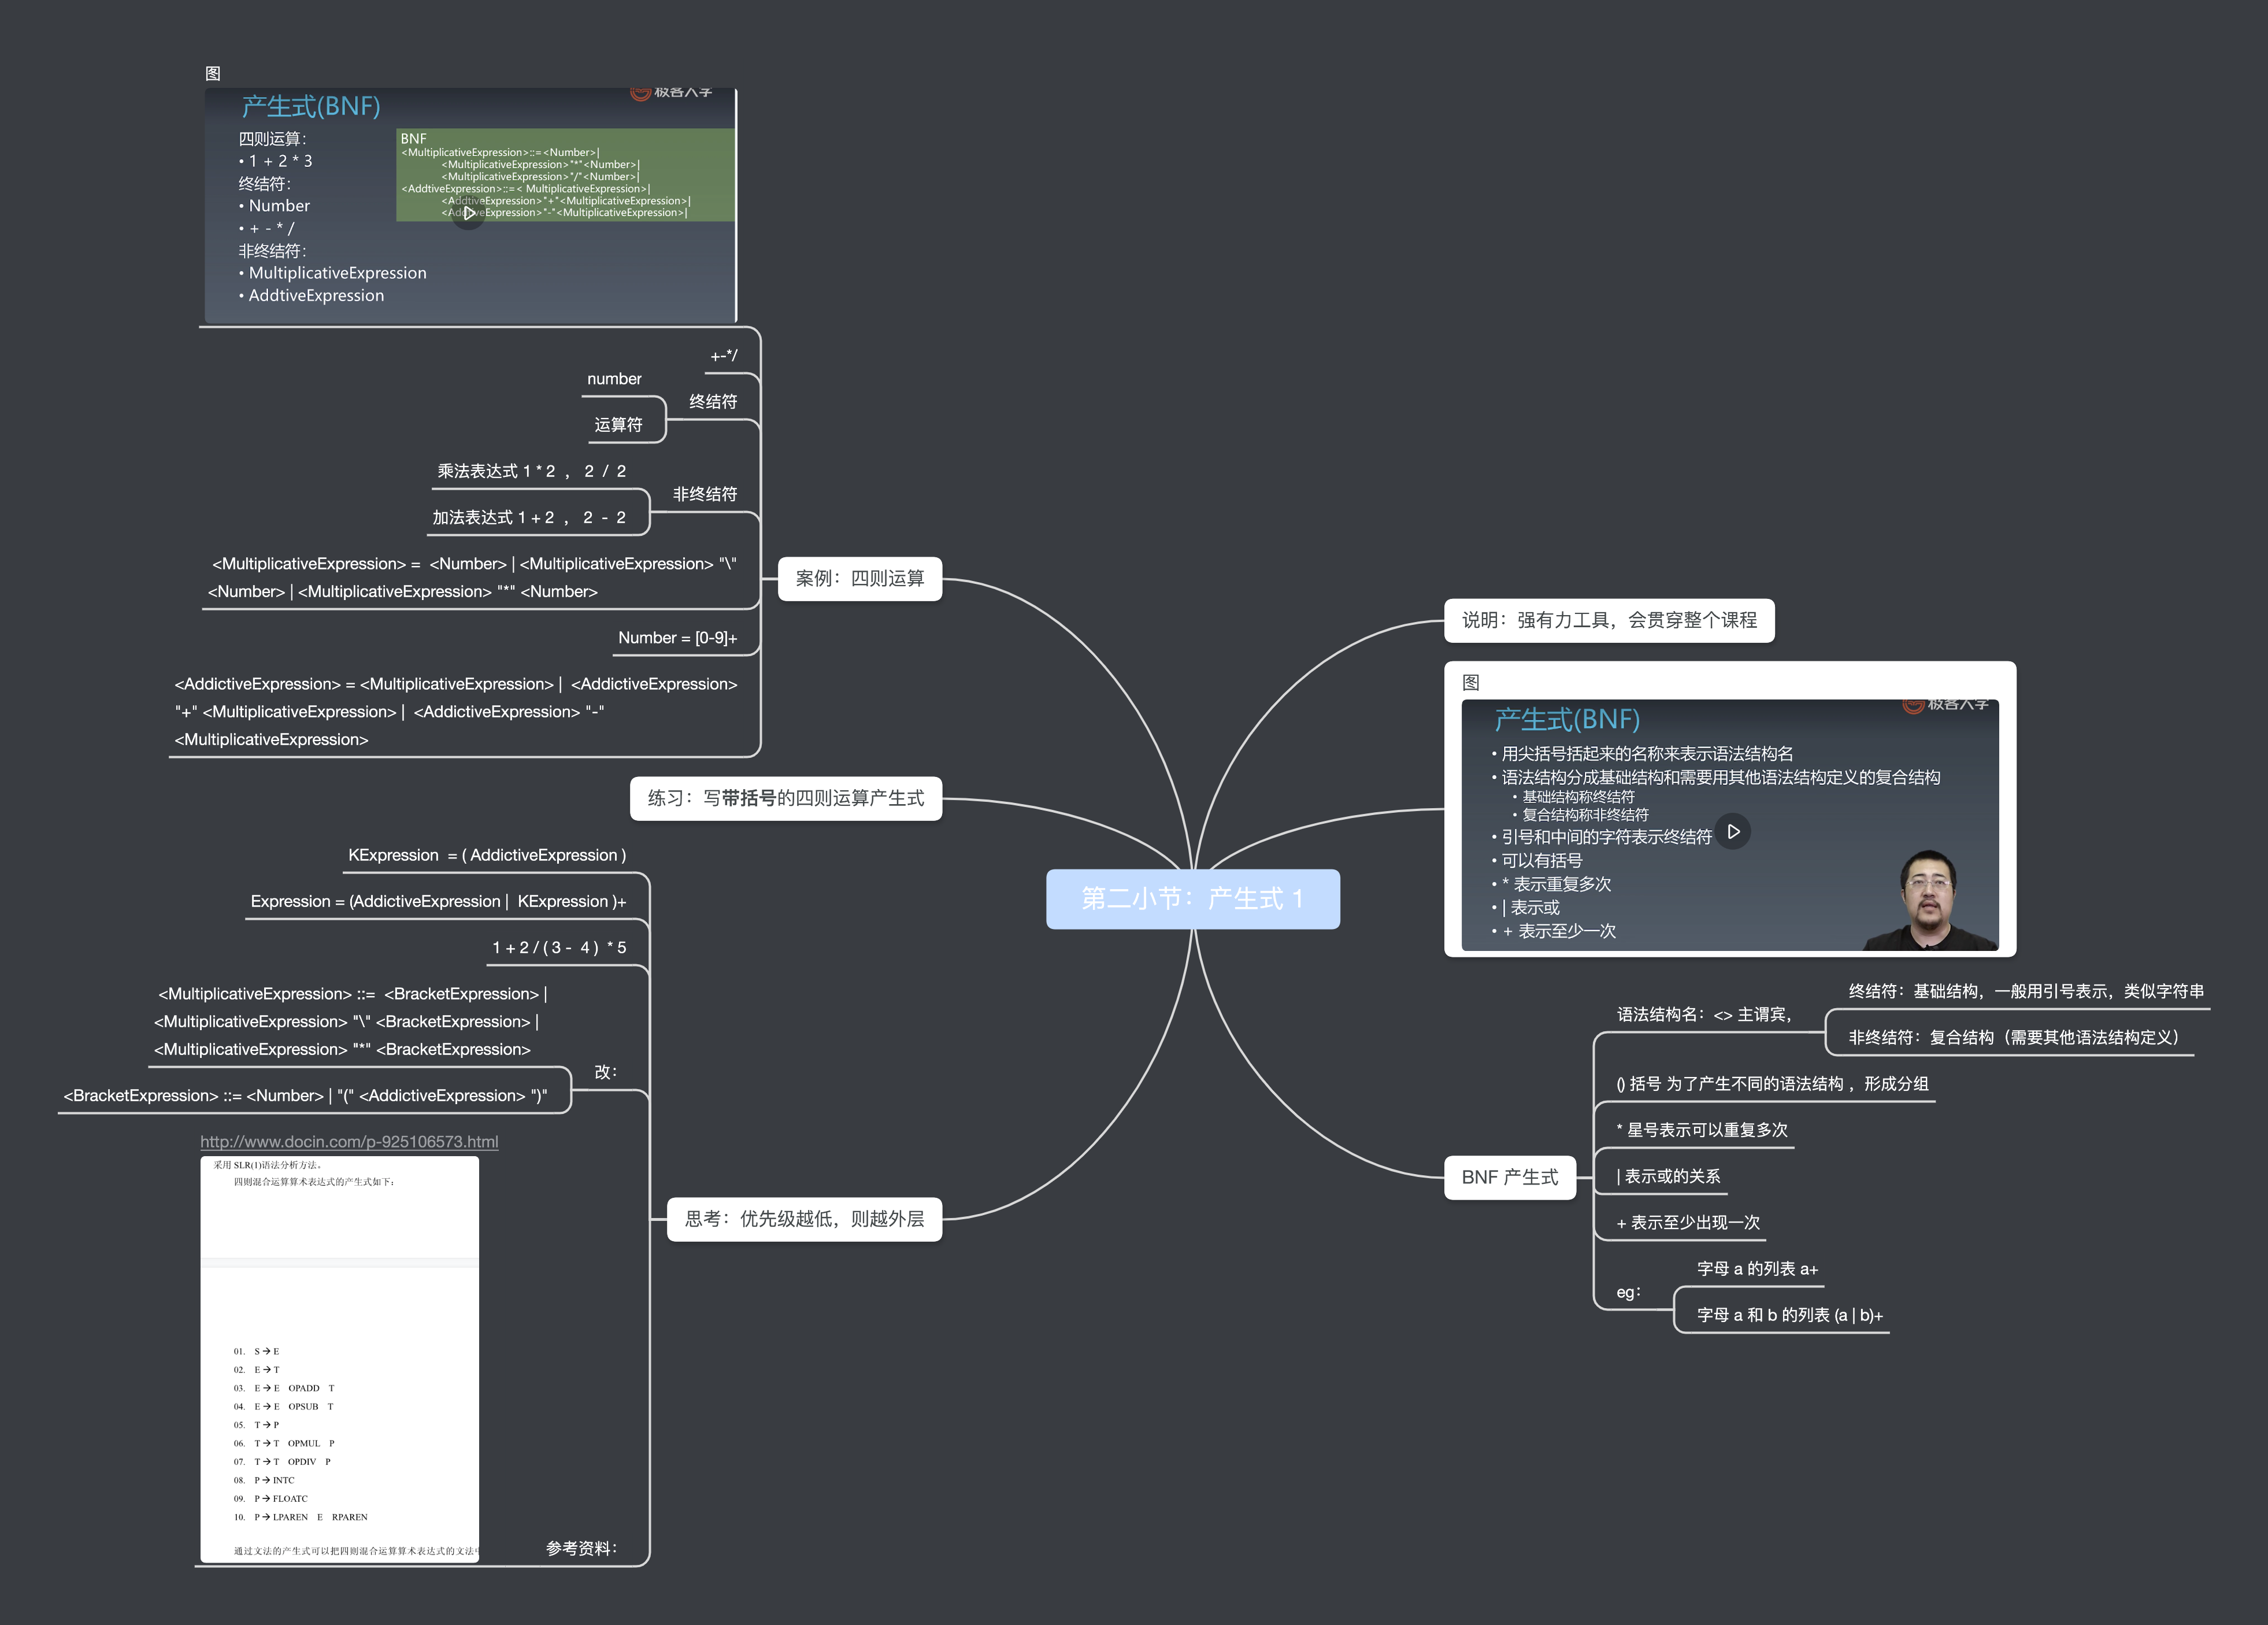 第二小节：产生式 1
说明：强有力工具，会贯穿整个课程
图
极客大学
产生式(BNF)
• 用尖括号括起来的名称来表示语法结构名
• 语法结构分成基础结构和需要用其他语法结构定义的复合结构
• 基础结构称终结符
• 复合结构称非终结符
• 引号和中间的字符表示终结符
• 可以有括号
• * 表示重复多次
• | 表示或
• + 表示至少一次
BNF 产生式
语法结构名：<> 主谓宾，
终结符：基础结构，一般用引号表示，类似字符串
非终结符：复合结构（需要其他语法结构定义）
() 括号 为了产生不同的语法结构 ，形成分组
* 星号表示可以重复多次
| 表示或的关系
+ 表示至少出现一次
eg：
字母 a 的列表 a+
字母 a 和 b 的列表 (a | b)+
案例：四则运算
图
极客大学
产生式(BNF)
四则运算：
• 1 + 2 * 3
终结符：
• Number
• + - * /
非终结符：
• MultiplicativeExpression
• AddtiveExpression
BNF
<MultiplicativeExpression>::=<Number>|
<MultiplicativeExpression>"*"<Number>|
<MultiplicativeExpression>"/"<Number>|
<AddtiveExpression>::=< MultiplicativeExpression>|
<AddtiveExpression>"+"<MultiplicativeExpression>|
<AddtiveExpression>"-"<MultiplicativeExpression>|
+-*/
终结符
number
运算符
非终结符
乘法表达式 1 * 2 ， 2 / 2
加法表达式 1 + 2 ， 2 - 2
<MultiplicativeExpression> = <Number> | <MultiplicativeExpression> "\"
<Number> | <MultiplicativeExpression> "*" <Number>
Number = [0-9]+
<AddictiveExpression> = <MultiplicativeExpression> | <AddictiveExpression>
"+" <MultiplicativeExpression> | <AddictiveExpression> "-"
<MultiplicativeExpression>
练习：写带括号的四则运算产生式
思考：优先级越低，则越外层
KExpression = ( AddictiveExpression )
Expression = (AddictiveExpression | KExpression )+
1 + 2 / ( 3 - 4 ) * 5
改：
<MultiplicativeExpression> ::= <BracketExpression> |
<MultiplicativeExpression> "\" <BracketExpression> |
<MultiplicativeExpression> "*" <BracketExpression>
<BracketExpression> ::= <Number> | "(" <AddictiveExpression> ")"
参考资料：
http://www.docin.com/p-925106573.html
采用 SLR(1)语法分析方法。
四则混合运算算术表达式的产生式如下：
01. S → E
02. E → T
03. E → E OPADD T
04. E → E OPSUB T
05. T → P
06. T → T OPMUL P
07. T → T OPDIV P
08. P → INTC
09. P → FLOATC
10. P → LPAREN E RPAREN
通过文法的产生式可以把四则混合运算算术表达式的文法中